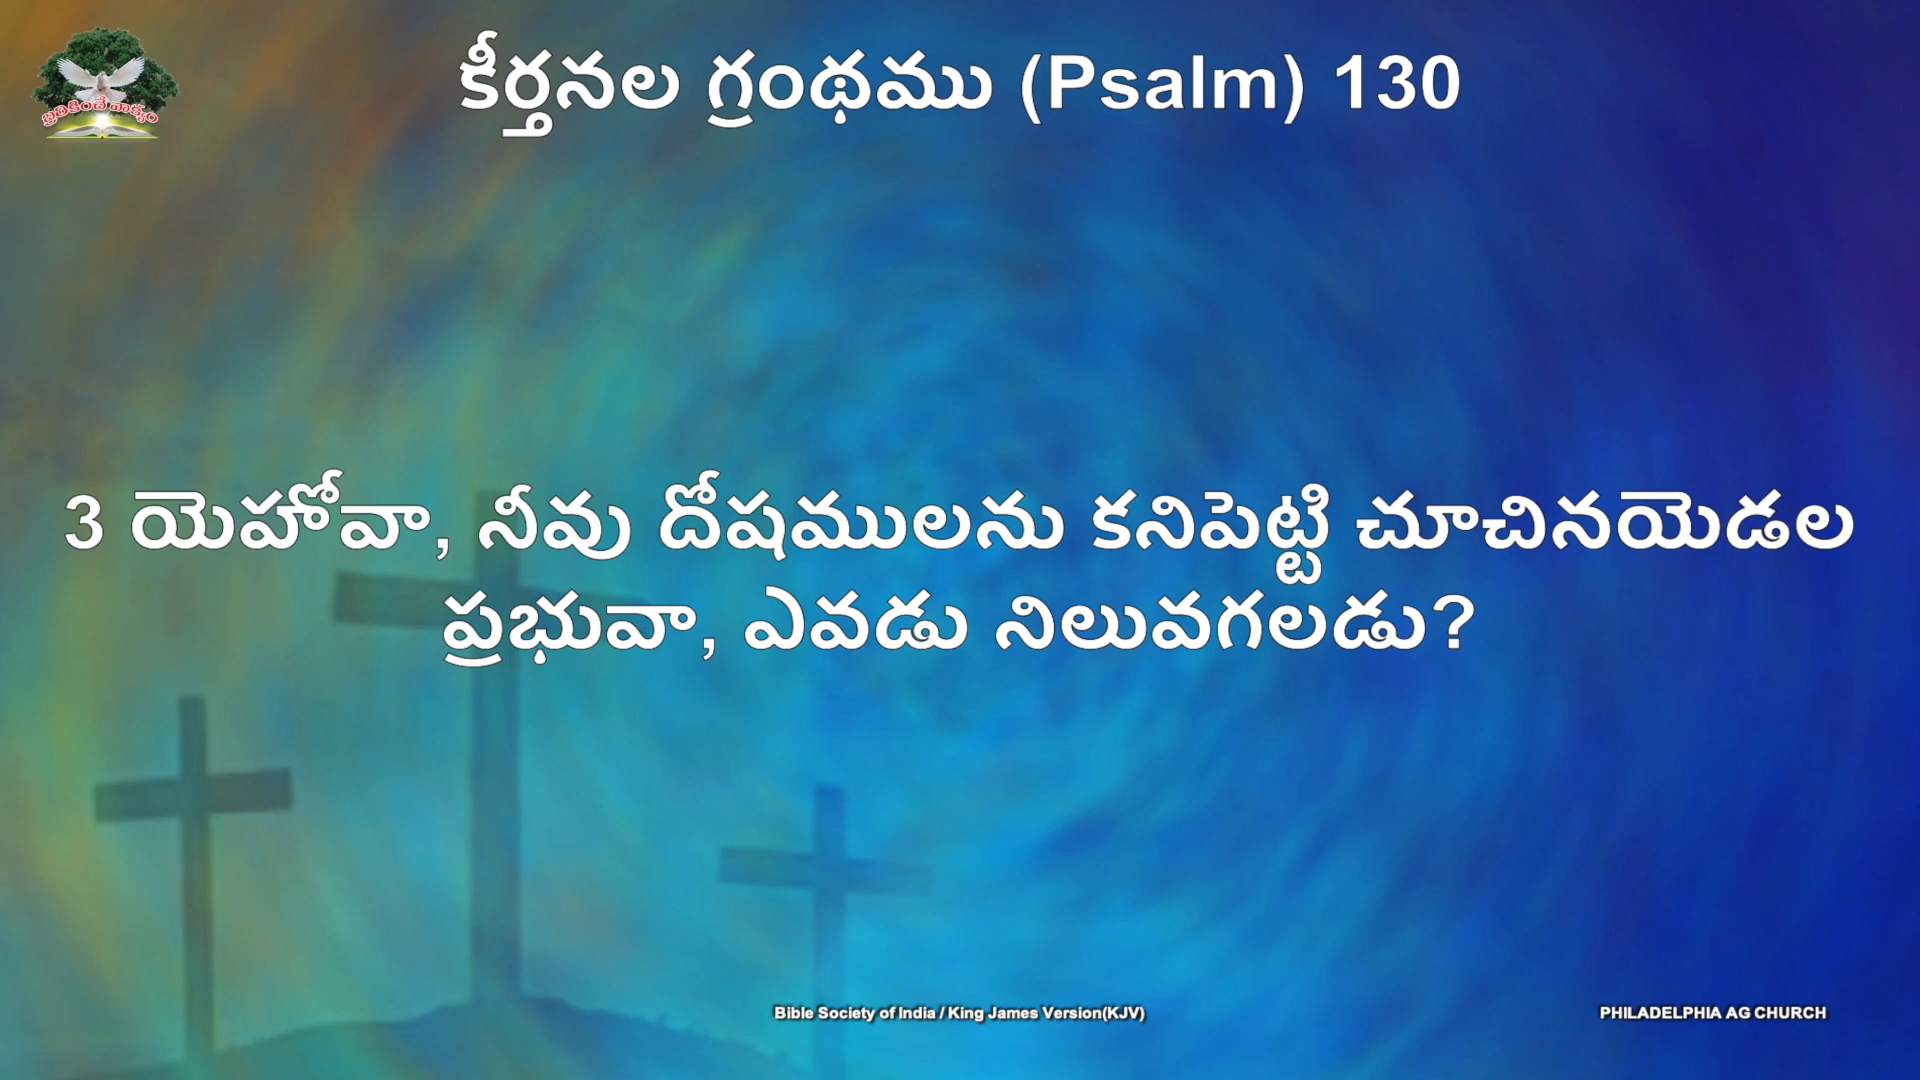 బ్రతికించే వాక్యం
కీర్తనల గ్రంథము (Psalm) 130
3 యెహోవా, నీవు దోషములను కనిపెట్టి చూచినయెడల
ప్రభువా, ఎవడు నిలువగలడు?
Bible Society of India / King James Version(KJV)
PHILADELPHIA AG CHURCH